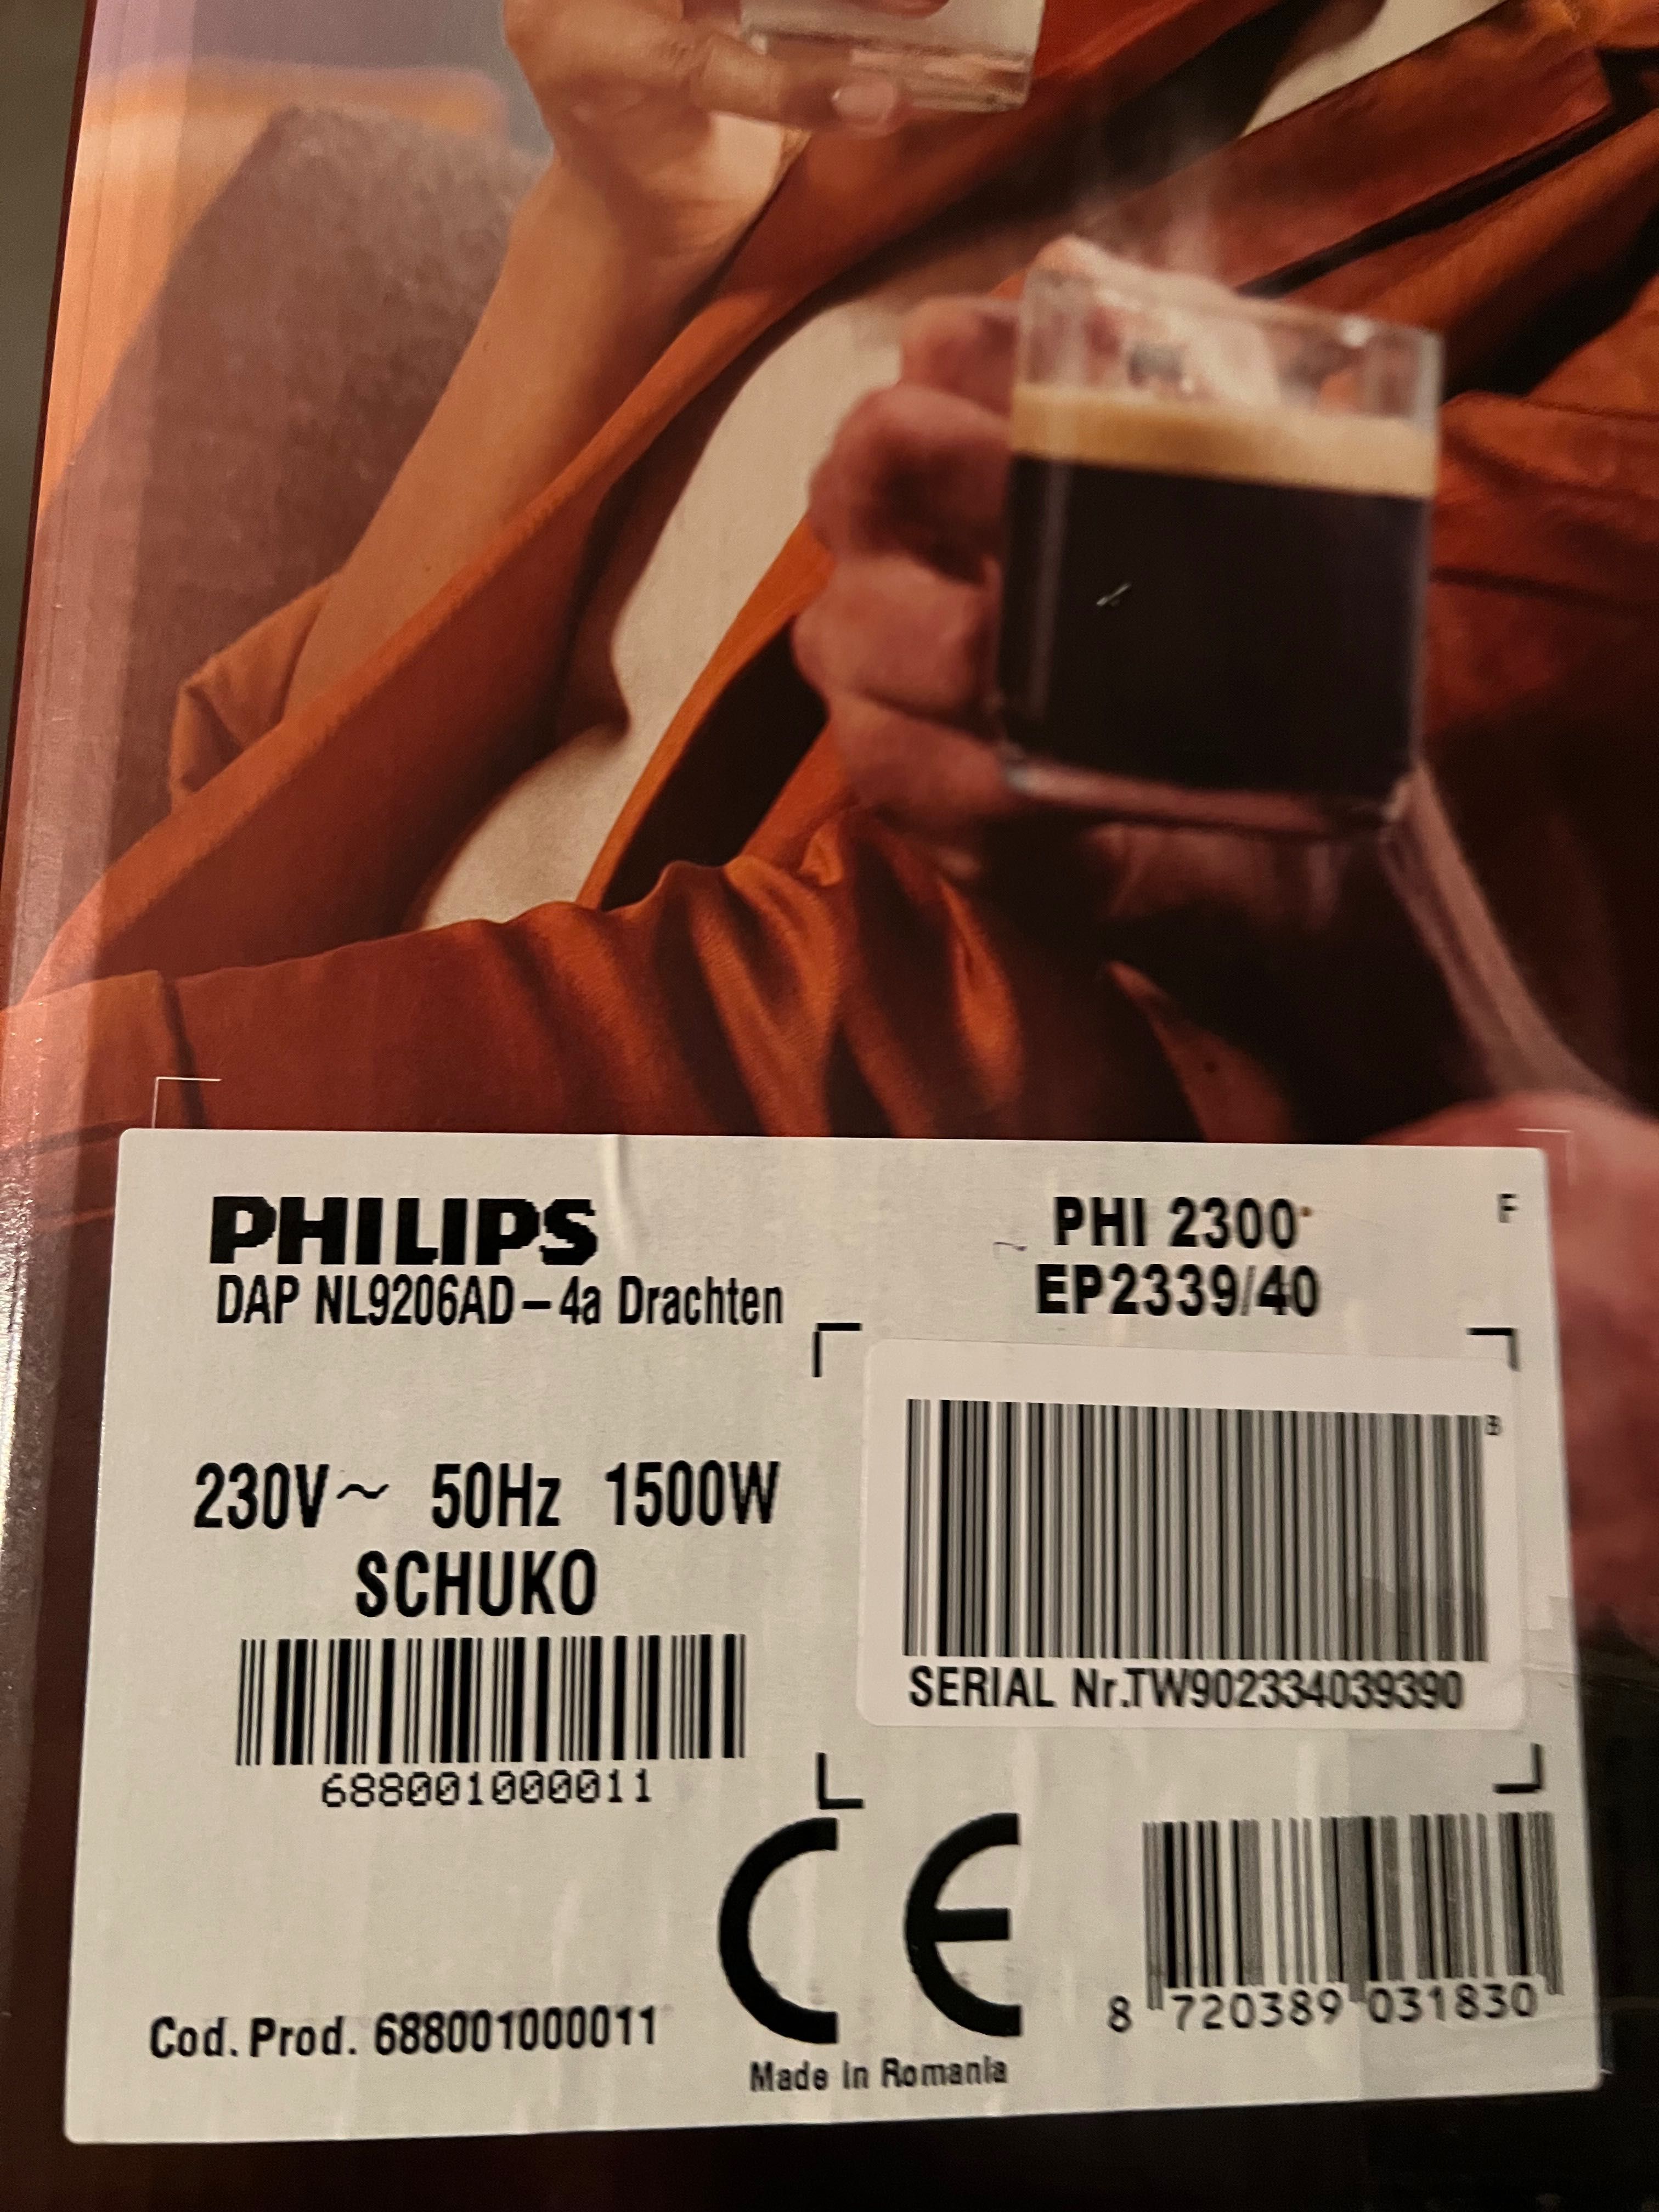 PHILIPS
DAP NL9206AD-4a Drachten
PHI 2300
EP2339/40
F
230V~ 50Hz 1500W
SCHUKO
688001000011
B
SERIAL Nr.TW902334039390
Cod. Prod. 688001000011
CE
Made in Romania
8 720389 031830